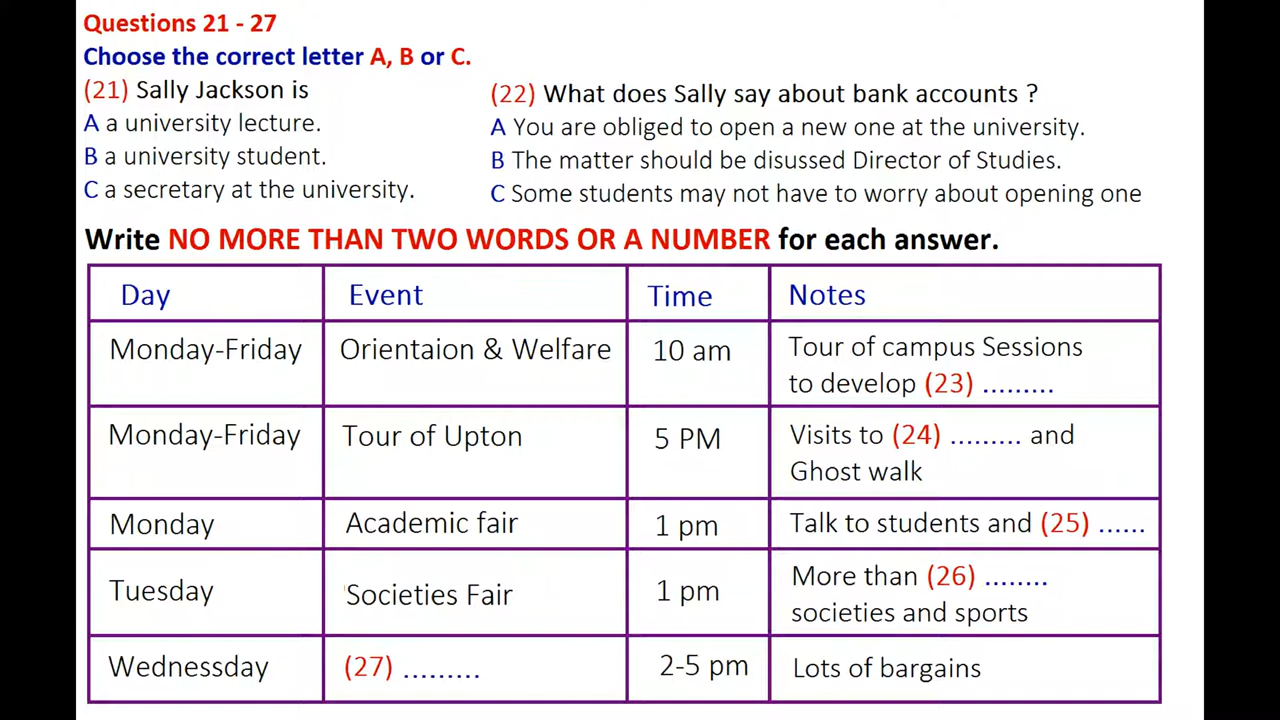 Questions 21 - 27
Choose the correct letter A, B or C.
(21) Sally Jackson is
A a university lecture.
B a university student.
C a secretary at the university.
(22) What does Sally say about bank accounts ?
A You are obliged to open a new one at the university.
B The matter should be disussed Director of Studies.
C Some students may not have to worry about opening one
Write NO MORE THAN TWO WORDS OR A NUMBER for each answer.
Day Event Time Notes
Monday-Friday Orientaion & Welfare 10 am Tour of campus Sessions
to develop (23) .........
Monday-Friday Tour of Upton 5 PM Visits to (24) ......... and
Ghost walk
Monday Academic fair 1 pm Talk to students and (25) ......
Tuesday Societies Fair 1 pm More than (26) ........
societies and sports
Wednessday (27) ......... 2-5 pm Lots of bargains